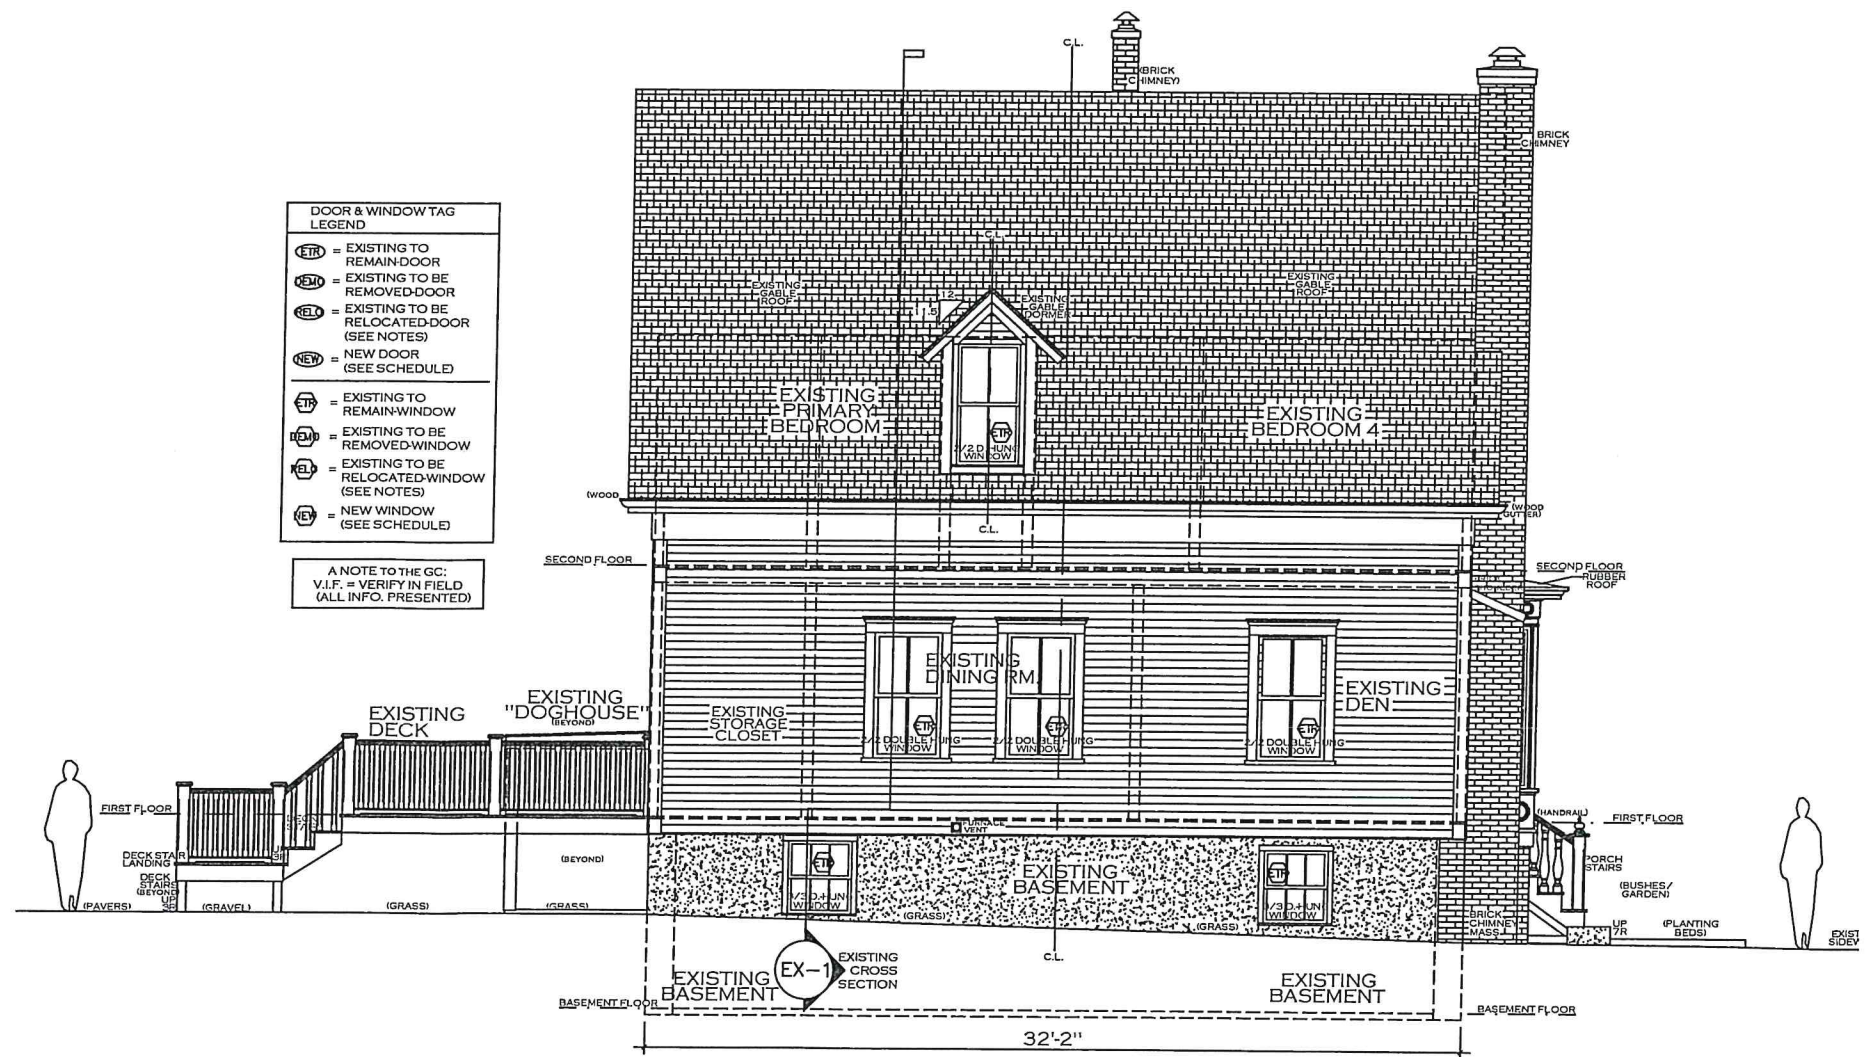 C.L.
(BRICK
CHIMNEY)
BRICK
CHIMNEY
DOOR & WINDOW TAG
LEGEND
ETR = EXISTING TO
REMAIN-DOOR
DEMO = EXISTING TO BE
REMOVED-DOOR
RELO = EXISTING TO BE
RELOCATED-DOOR
(SEE NOTES)
NEW = NEW DOOR
(SEE SCHEDULE)
ETR = EXISTING TO
REMAIN-WINDOW
DEMO = EXISTING TO BE
REMOVED-WINDOW
RELO = EXISTING TO BE
RELOCATED-WINDOW
(SEE NOTES)
NEW = NEW WINDOW
(SEE SCHEDULE)
A NOTE TO THE GC:
V.I.F. = VERIFY IN FIELD
(ALL INFO. PRESENTED)
C.L.
EXISTING
GABLE
ROOF
12
11.5
EXISTING
GABLE
DORMER
EXISTING
GABLE
ROOF
EXISTING
PRIMARY
BEDROOM
ETR
2/2 D. HUNG
WINDOW
EXISTING
BEDROOM 4
(WOOD
(WOOD
GUTTER)
C.L.
SECOND FLOOR
SECOND FLOOR
RUBBER
ROOF
EXISTING
DINING RM.
EXISTING
DEN
EXISTING
STORAGE
CLOSET
ETR
2/2 DOUBLE HUNG
WINDOW
ETR
2/2 DOUBLE HUNG
WINDOW
ETR
2/2 DOUBLE HUNG
WINDOW
EXISTING
"DOGHOUSE"
(BEYOND)
EXISTING
DECK
FIRST FLOOR
FURNACE
VENT
(HANDRAIL)
FIRST FLOOR
DECK STAIR
LANDING
DECK
STAIRS
(BEYOND)
UP
(BEYOND)
ETR
WINDOW
EXISTING
BASEMENT
ETR
WINDOW
PORCH
STAIRS
(BUSHES/
GARDEN)
(PAVERS)
(GRAVEL)
(GRASS)
(GRASS)
(GRASS)
(GRASS)
BRICK
CHIMNEY
MASS
UP
7R
(PLANTING
BEDS)
C.L.
EX-1
EXISTING
CROSS
SECTION
EXISTING
BASEMENT
EXISTING
BASEMENT
BASEMENT FLOOR
BASEMENT FLOOR
32'-2"